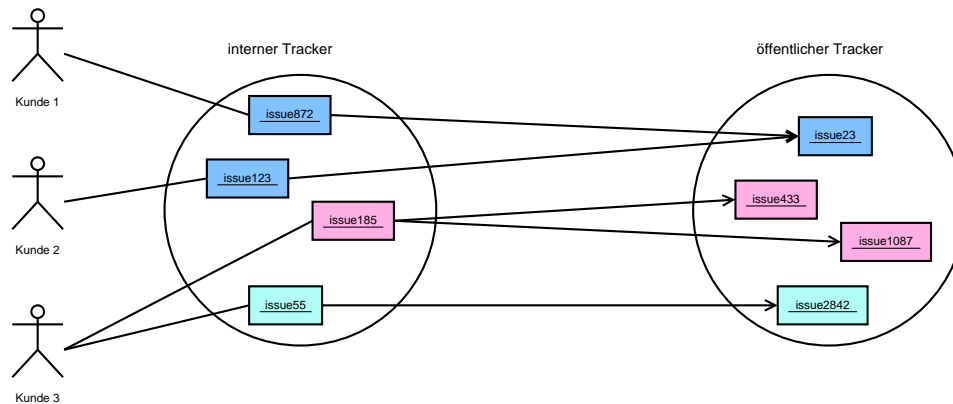 interner Tracker
öffentlicher Tracker
Kunde 1
issue872
issue23
issue123
issue433
issue185
Kunde 2
issue1087
issue55
issue2842
Kunde 3